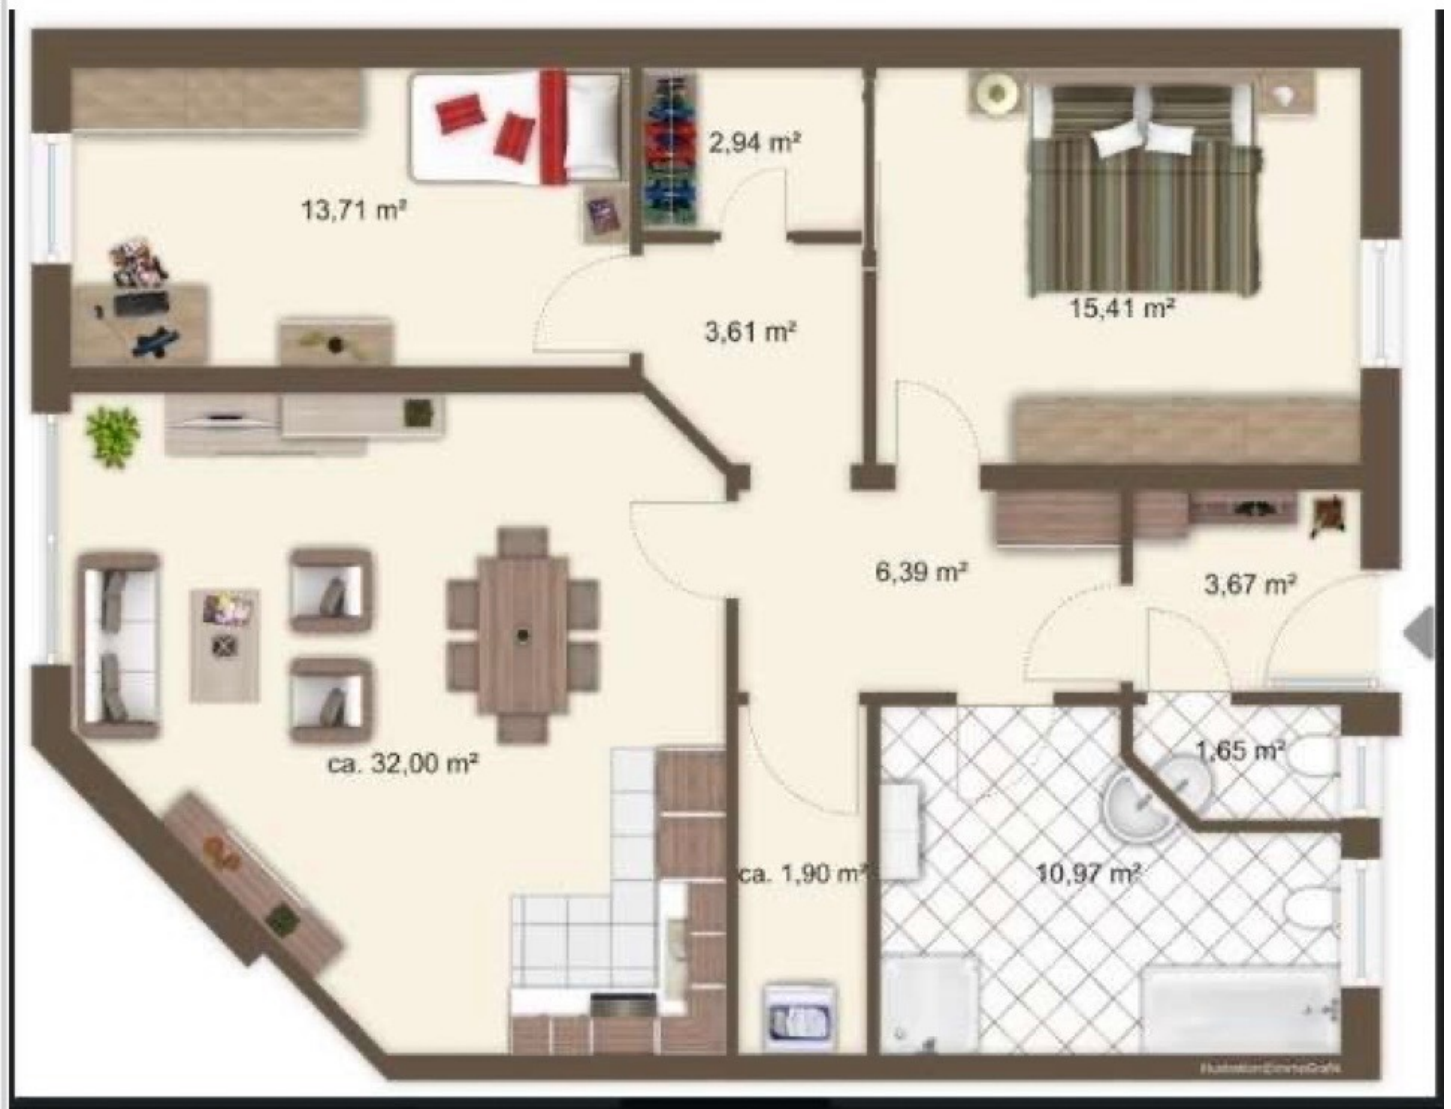 2,94 m²
13,71 m²
15,41 m²
3,61 m²
6,39 m²
3,67 m²
1,65 m²
ca. 32,00 m²
ca. 1,90 m²
10,97 m²